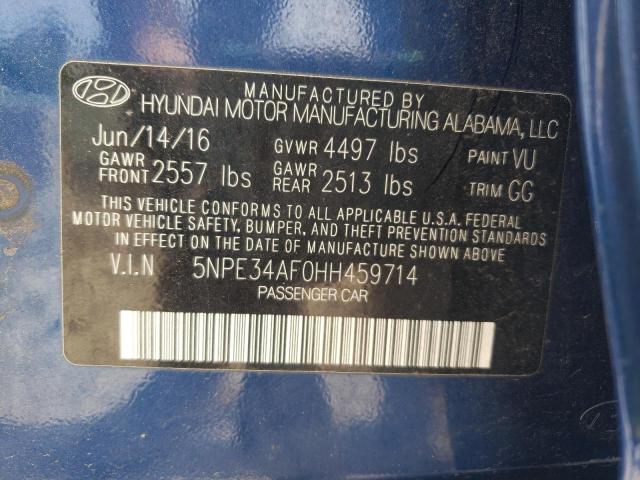 MANUFACTURED BY
HYUNDAI MOTOR MANUFACTURING ALABAMA, LLC
Jun/14/16 GVWR 4497 lbs PAINT VU
GAWR FRONT 2557 lbs GAWR REAR 2513 lbs TRIM GG
THIS VEHICLE CONFORMS TO ALL APPLICABLE U.S.A. FEDERAL
MOTOR VEHICLE SAFETY, BUMPER, AND THEFT PREVENTION STANDARDS
IN EFFECT ON THE DATE OF MANUFACTURE SHOWN ABOVE
V.I.N 5NPE34AF0HH459714
PASSENGER CAR